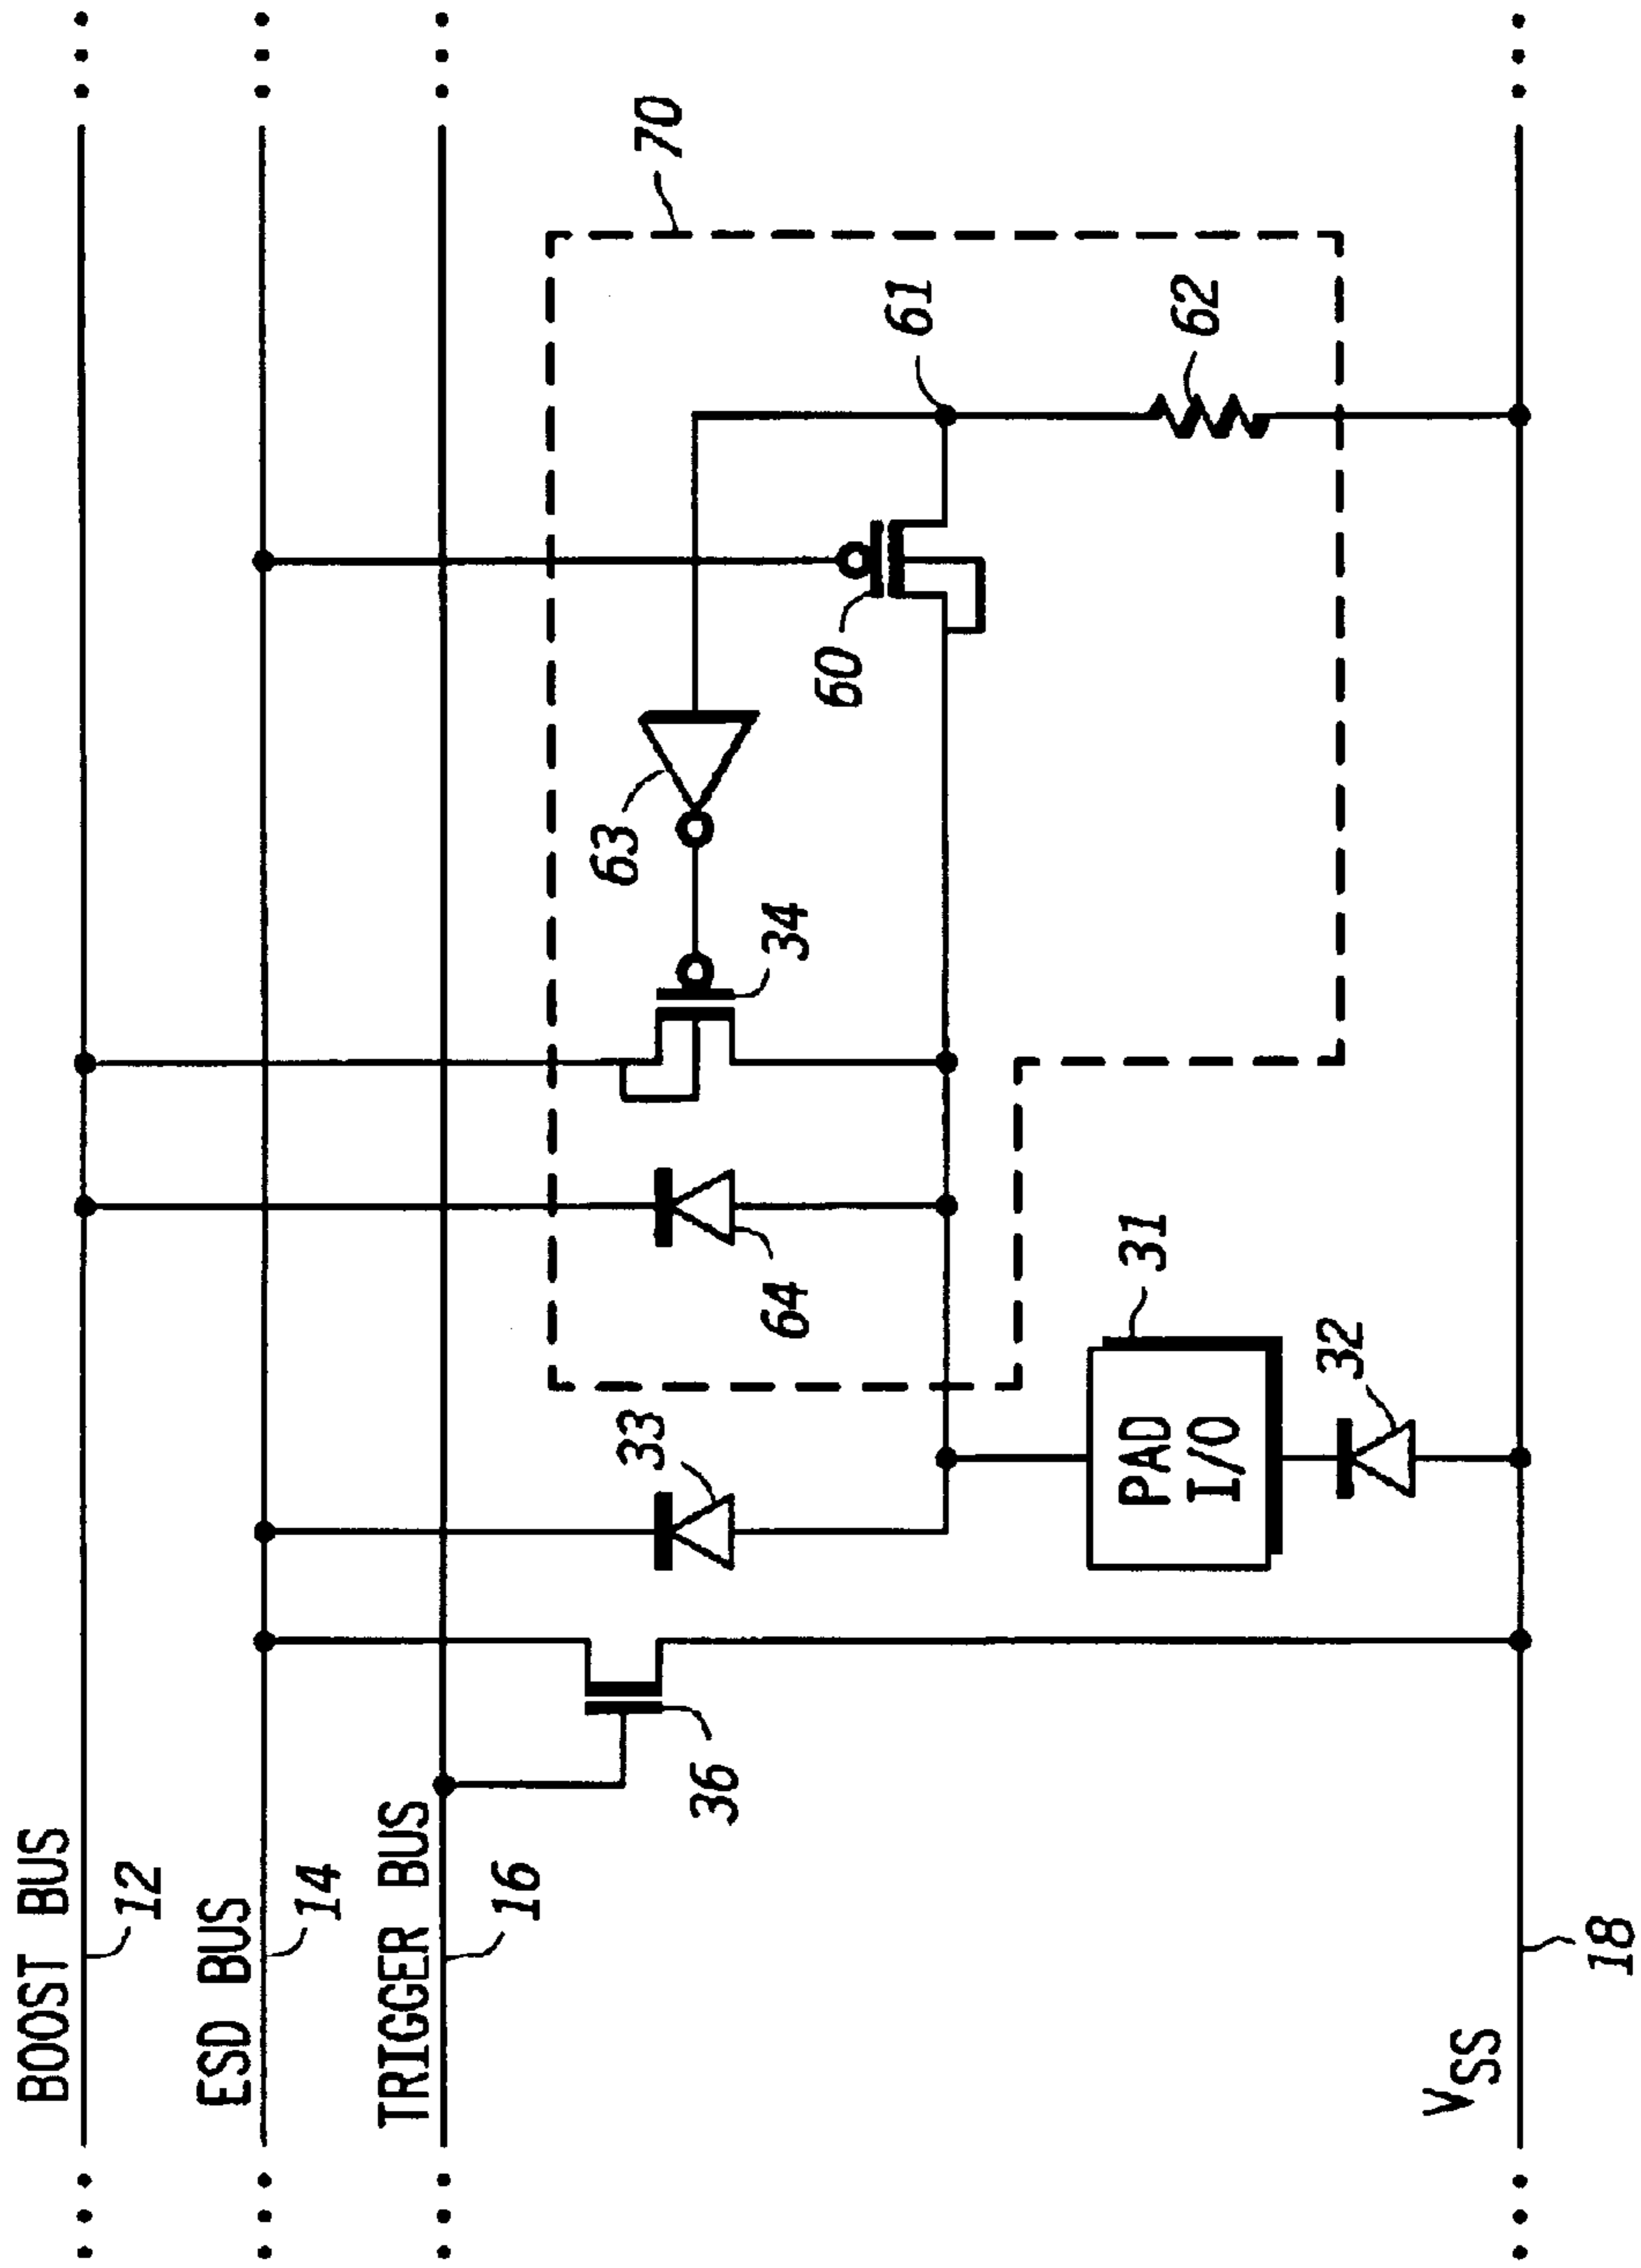 BOOST BUS
12
ESD BUS
14
TRIGGER BUS
16
70
36
33
64
63
34
60
61
62
PAD
I/O
31
32
VSS
18